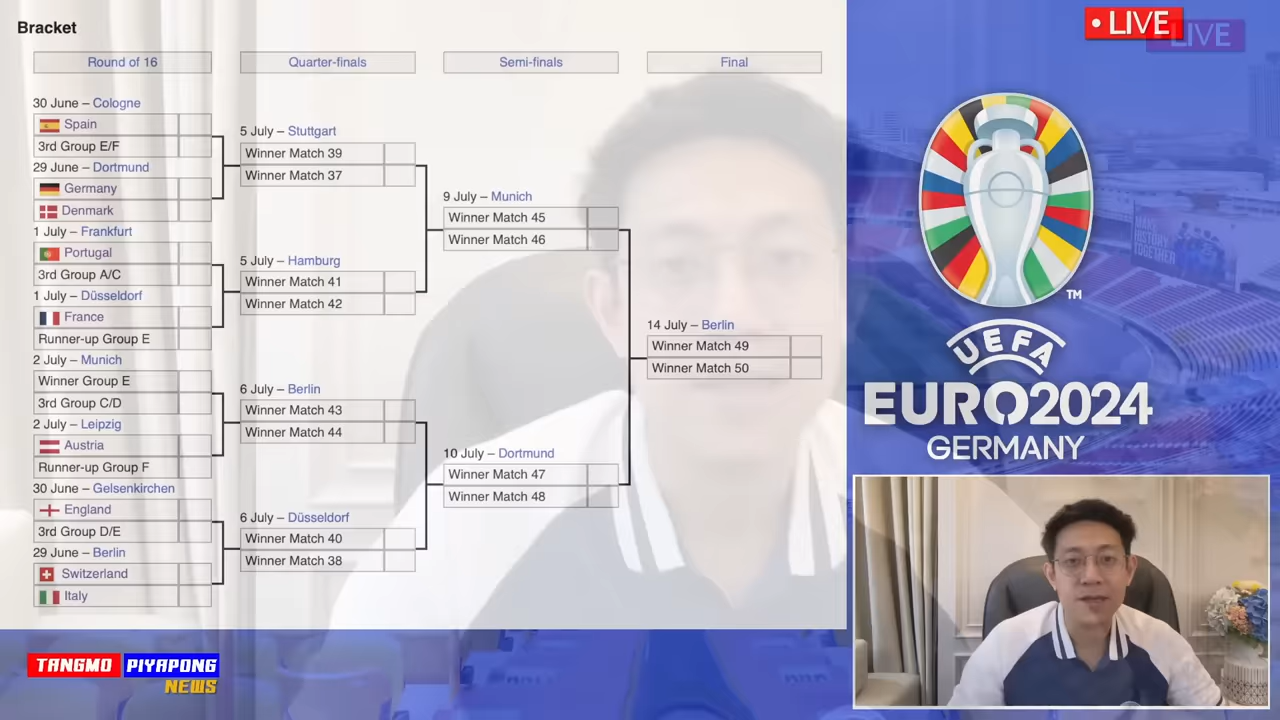 Bracket
Round of 16
Quarter-finals
Semi-finals
Final
30 June – Cologne
Spain
3rd Group E/F
29 June – Dortmund
Germany
Denmark
1 July – Frankfurt
Portugal
3rd Group A/C
1 July – Düsseldorf
France
Runner-up Group E
2 July – Munich
Winner Group E
3rd Group C/D
2 July – Leipzig
Austria
Runner-up Group F
30 June – Gelsenkirchen
England
3rd Group D/E
29 June – Berlin
Switzerland
Italy
5 July – Stuttgart
Winner Match 39
Winner Match 37
5 July – Hamburg
Winner Match 41
Winner Match 42
6 July – Berlin
Winner Match 43
Winner Match 44
6 July – Düsseldorf
Winner Match 40
Winner Match 38
9 July – Munich
Winner Match 45
Winner Match 46
10 July – Dortmund
Winner Match 47
Winner Match 48
14 July – Berlin
Winner Match 49
Winner Match 50
• LIVE
LIVE
MAKE
HISTORY
TOGETHER
TM
UEFA
EURO2024
GERMANY
TANGMO PIYAPONG
NEWS